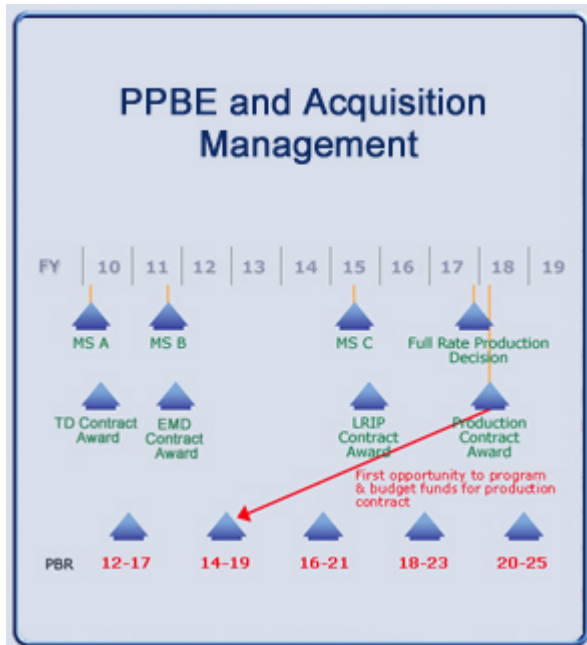 PPBE and Acquisition
Management
FY 10 11 12 13 14 15 16 17 18 19
MS A MS B MS C Full Rate Production
Decision
TD Contract
Award
EMD
Contract
Award
LRIP
Contract
Award
Production
Contract
Award
First opportunity to program
& budget funds for production
contract
PBR 12-17 14-19 16-21 18-23 20-25